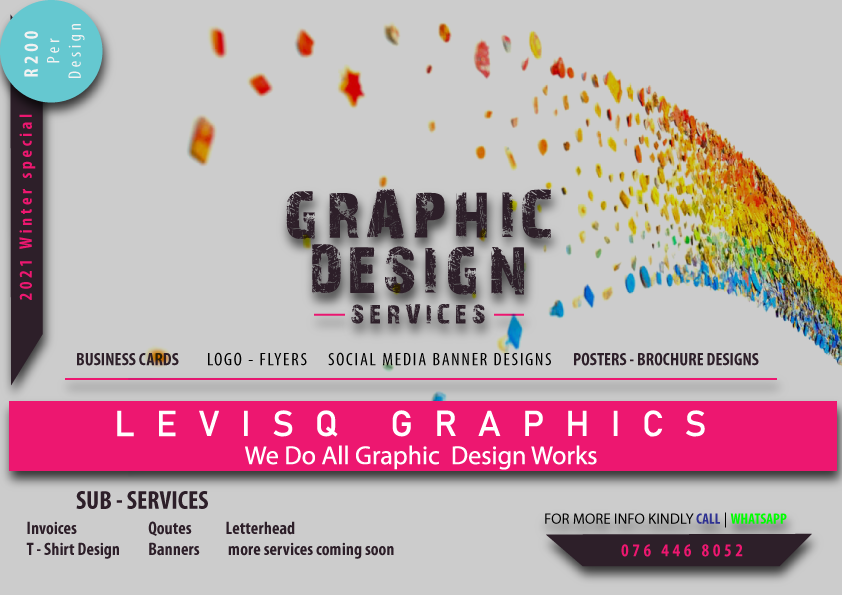 R200
Per
Design
2021 Winter special
GRAPHIC
DESIGN
SERVICES
BUSINESS CARDS LOGO - FLYERS SOCIAL MEDIA BANNER DESIGNS POSTERS - BROCHURE DESIGNS
LEVISQ GRAPHICS
We Do All Graphic Design Works
SUB - SERVICES
Invoices Qoutes Letterhead
T - Shirt Design Banners more services coming soon
FOR MORE INFO KINDLY CALL | WHATSAPP
076 446 8052